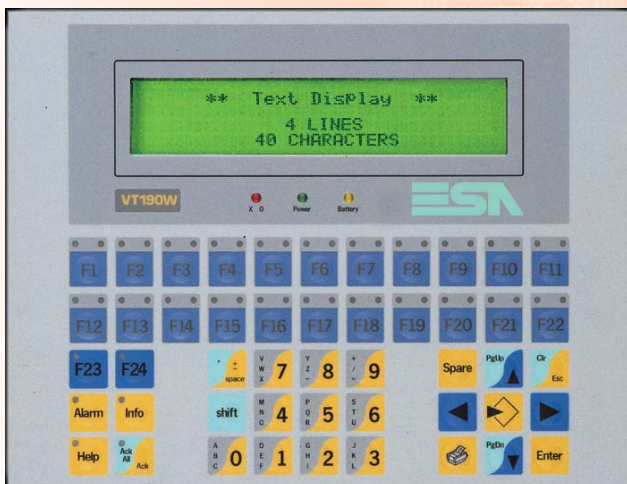 ** Text Display **
4 LINES
40 CHARACTERS
VT190W
X O Power Battery
ESA
F1 F2 F3 F4 F5 F6 F7 F8 F9 F10 F11
F12 F13 F14 F15 F16 F17 F18 F19 F20 F21 F22
F23 F24 . ± space V W X 7 Y Z - 8 * / = 9 Spare PgUp Clr Esc
Alarm Info shift M N O 4 P Q R 5 S T U 6
Help Ack All Ack A B C 0 D E F 1 G H I 2 J K L 3 PgDn Enter